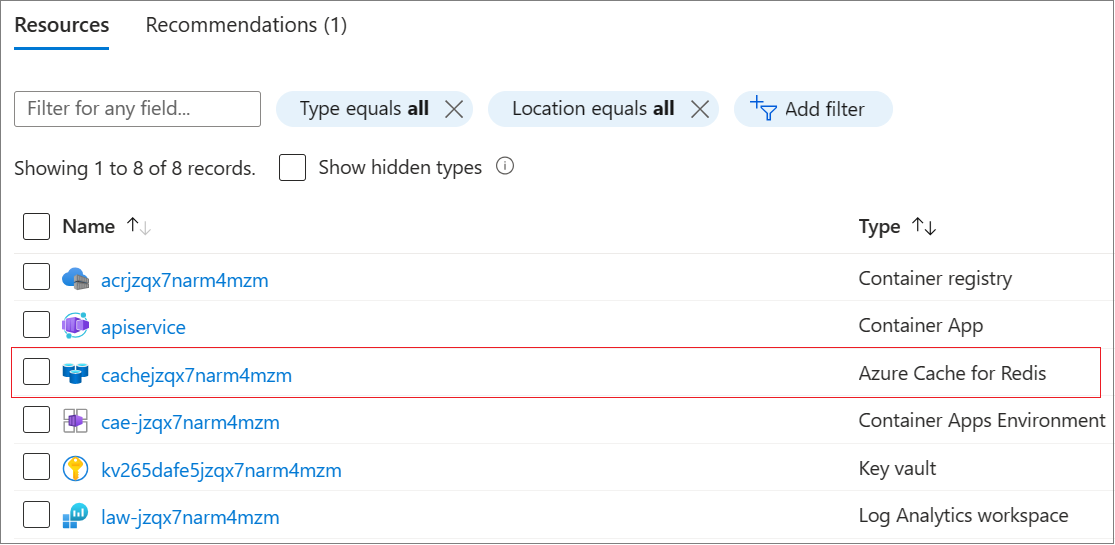 Resources Recommendations (1)
Filter for any field... Type equals all Location equals all Add filter
Showing 1 to 8 of 8 records. Show hidden types
Name Type
acrjzqx7narm4mzm Container registry
apiservice Container App
cachejzqx7narm4mzm Azure Cache for Redis
cae-jzqx7narm4mzm Container Apps Environment
kv265dafe5jzqx7narm4mzm Key vault
law-jzqx7narm4mzm Log Analytics workspace